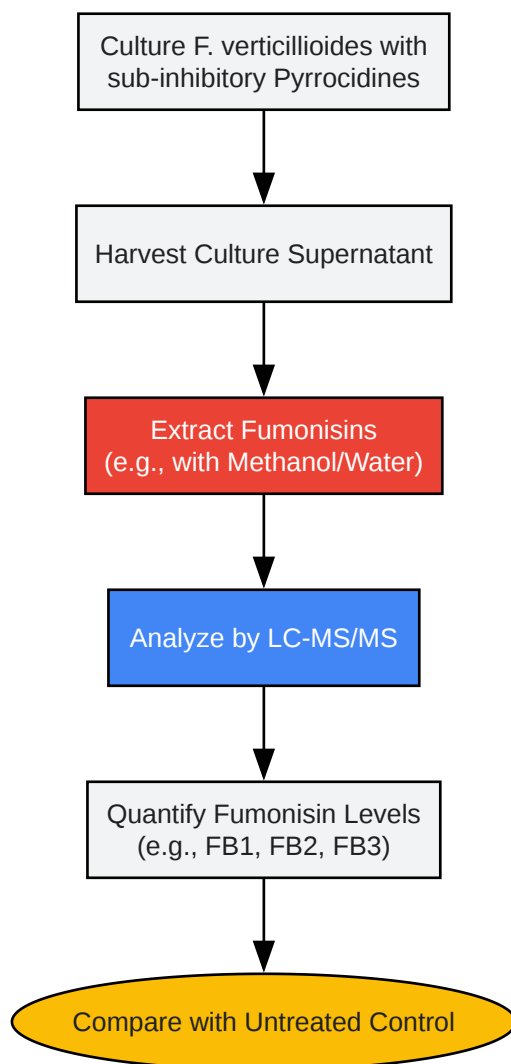 Culture F. verticillioides with
sub-inhibitory Pyrrocidines
Harvest Culture Supernatant
Extract Fumonisins
(e.g., with Methanol/Water)
Analyze by LC-MS/MS
Quantify Fumonisin Levels
(e.g., FB1, FB2, FB3)
Compare with Untreated Control